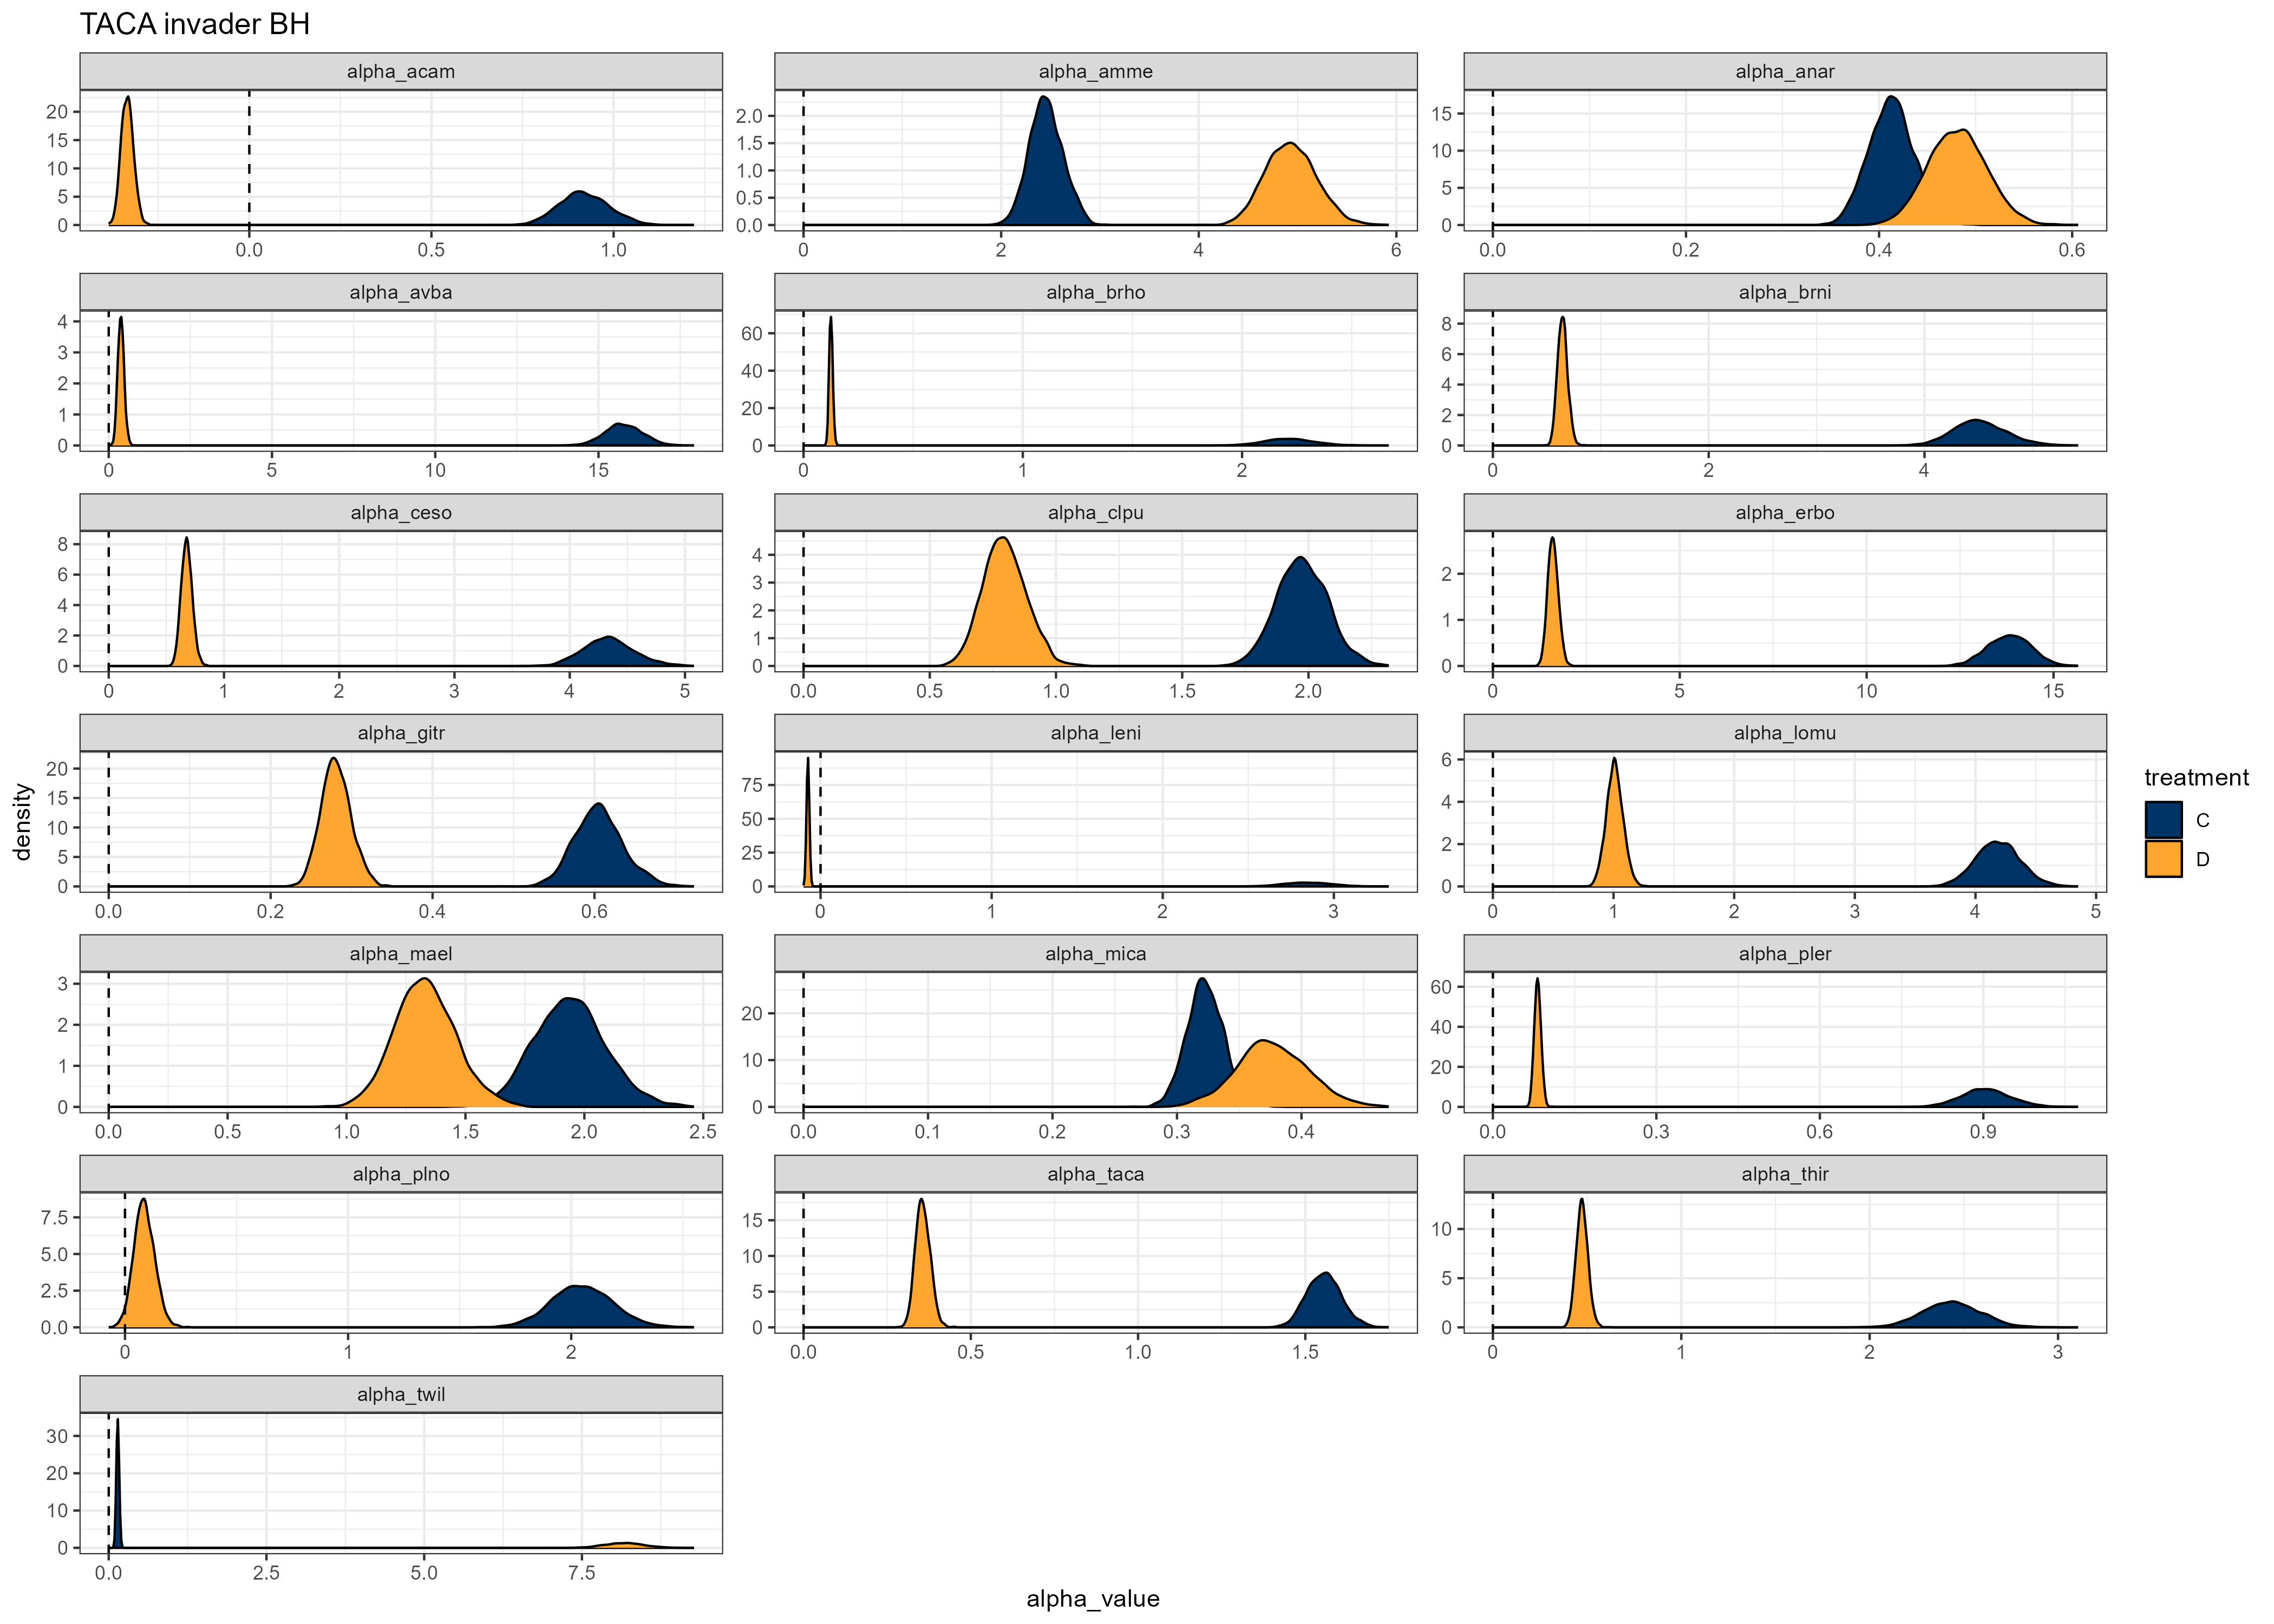 TACA invader BH
alpha_acam
alpha_amme
alpha_anar
20
15
10
5
0
0.0 0.5 1.0
2.0
1.5
1.0
0.5
0.0
0 2 4 6
15
10
5
0
0.0 0.2 0.4 0.6
alpha_avba
alpha_brho
alpha_brni
4
3
2
1
0
0 5 10 15
60
40
20
0
0 1 2
8
6
4
2
0
0 2 4
alpha_ceso
alpha_clpu
alpha_erbo
8
6
4
2
0
0 1 2 3 4 5
4
3
2
1
0
0.0 0.5 1.0 1.5 2.0
2
1
0
0 5 10 15
alpha_gitr
alpha_leni
alpha_lomu
20
15
10
5
0
0.0 0.2 0.4 0.6
75
50
25
0
0 1 2 3
6
4
2
0
0 1 2 3 4 5
alpha_mael
alpha_mica
alpha_pler
3
2
1
0
0.0 0.5 1.0 1.5 2.0 2.5
20
10
0
0.0 0.1 0.2 0.3 0.4
60
40
20
0
0.0 0.3 0.6 0.9
alpha_plno
alpha_taca
alpha_thir
7.5
5.0
2.5
0.0
0 1 2
15
10
5
0
0.0 0.5 1.0 1.5
10
5
0
0 1 2 3
alpha_twil
30
20
10
0
0.0 2.5 5.0 7.5
density
alpha_value
treatment
C
D